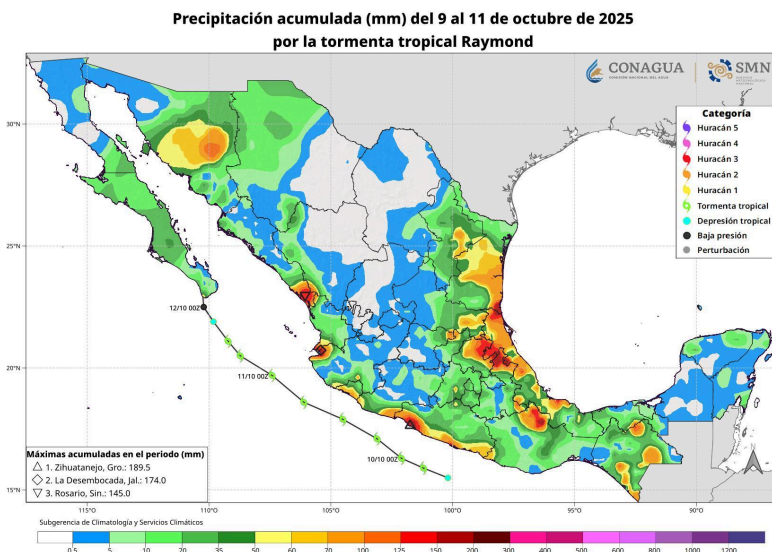 Precipitación acumulada (mm) del 9 al 11 de octubre de 2025
por la tormenta tropical Raymond
CONAGUA
COMISIÓN NACIONAL DEL AGUA
SMN
Categoría
Huracán 5
Huracán 4
Huracán 3
Huracán 2
Huracán 1
Tormenta tropical
Depresión tropical
Baja presión
Perturbación
30°N
25°N
20°N
15°N
12/10 00Z
11/10 00Z
10/10 00Z
Máximas acumuladas en el periodo (mm)
1. Zihuatanejo, Gro.: 189.5
2. La Desembocada, Jal.: 174.0
3. Rosario, Sin.: 145.0
N
115°O 110°O 105°O 100°O 95°O 90°O
Subgerencia de Climatología y Servicios Climáticos
0.5 5 10 20 35 50 60 70 100 125 150 200 300 400 500 600 800 1000 1200